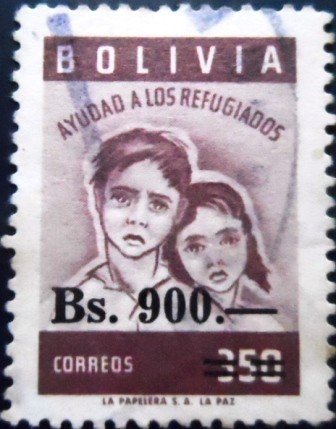 BOLIVIA
AYUDAD A LOS REFUGIADOS
Bs. 900.—
CORREOS 350
LA PAPELERA S. A. LA PAZ